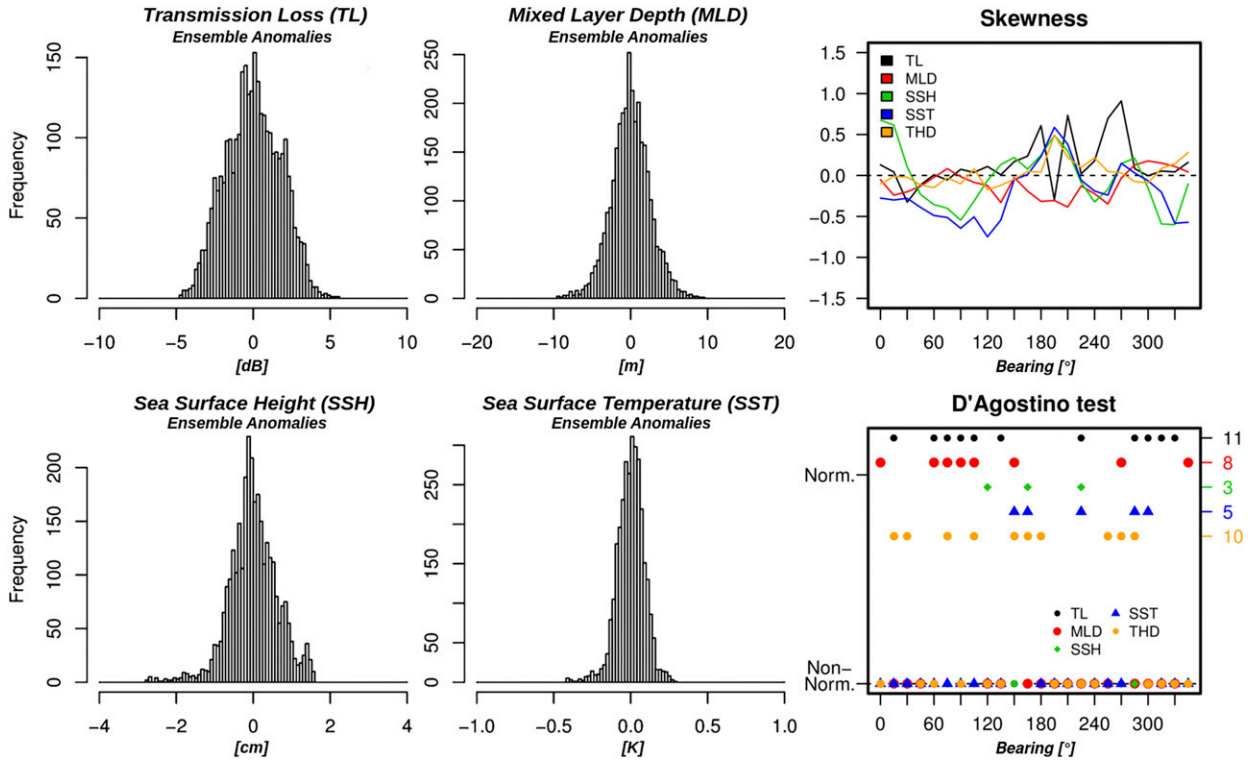 Transmission Loss (TL)
Ensemble Anomalies
Frequency
0
50
100
150
−10 −5 0 5 10
[dB]
Mixed Layer Depth (MLD)
Ensemble Anomalies
0
50
100
150
200
250
−20 −10 0 10 20
[m]
Skewness
1.5
1.0
0.5
0.0
−0.5
−1.0
−1.5
TL
MLD
SSH
SST
THD
0 60 120 180 240 300
Bearing [°]
Sea Surface Height (SSH)
Ensemble Anomalies
Frequency
0
50
100
150
200
−4 −2 0 2 4
[cm]
Sea Surface Temperature (SST)
Ensemble Anomalies
0
50
150
250
−1.0 −0.5 0.0 0.5 1.0
[K]
D'Agostino test
Norm.
Non−
Norm.
11
8
3
5
10
TL SST
MLD THD
SSH
0 60 120 180 240 300
Bearing [°]